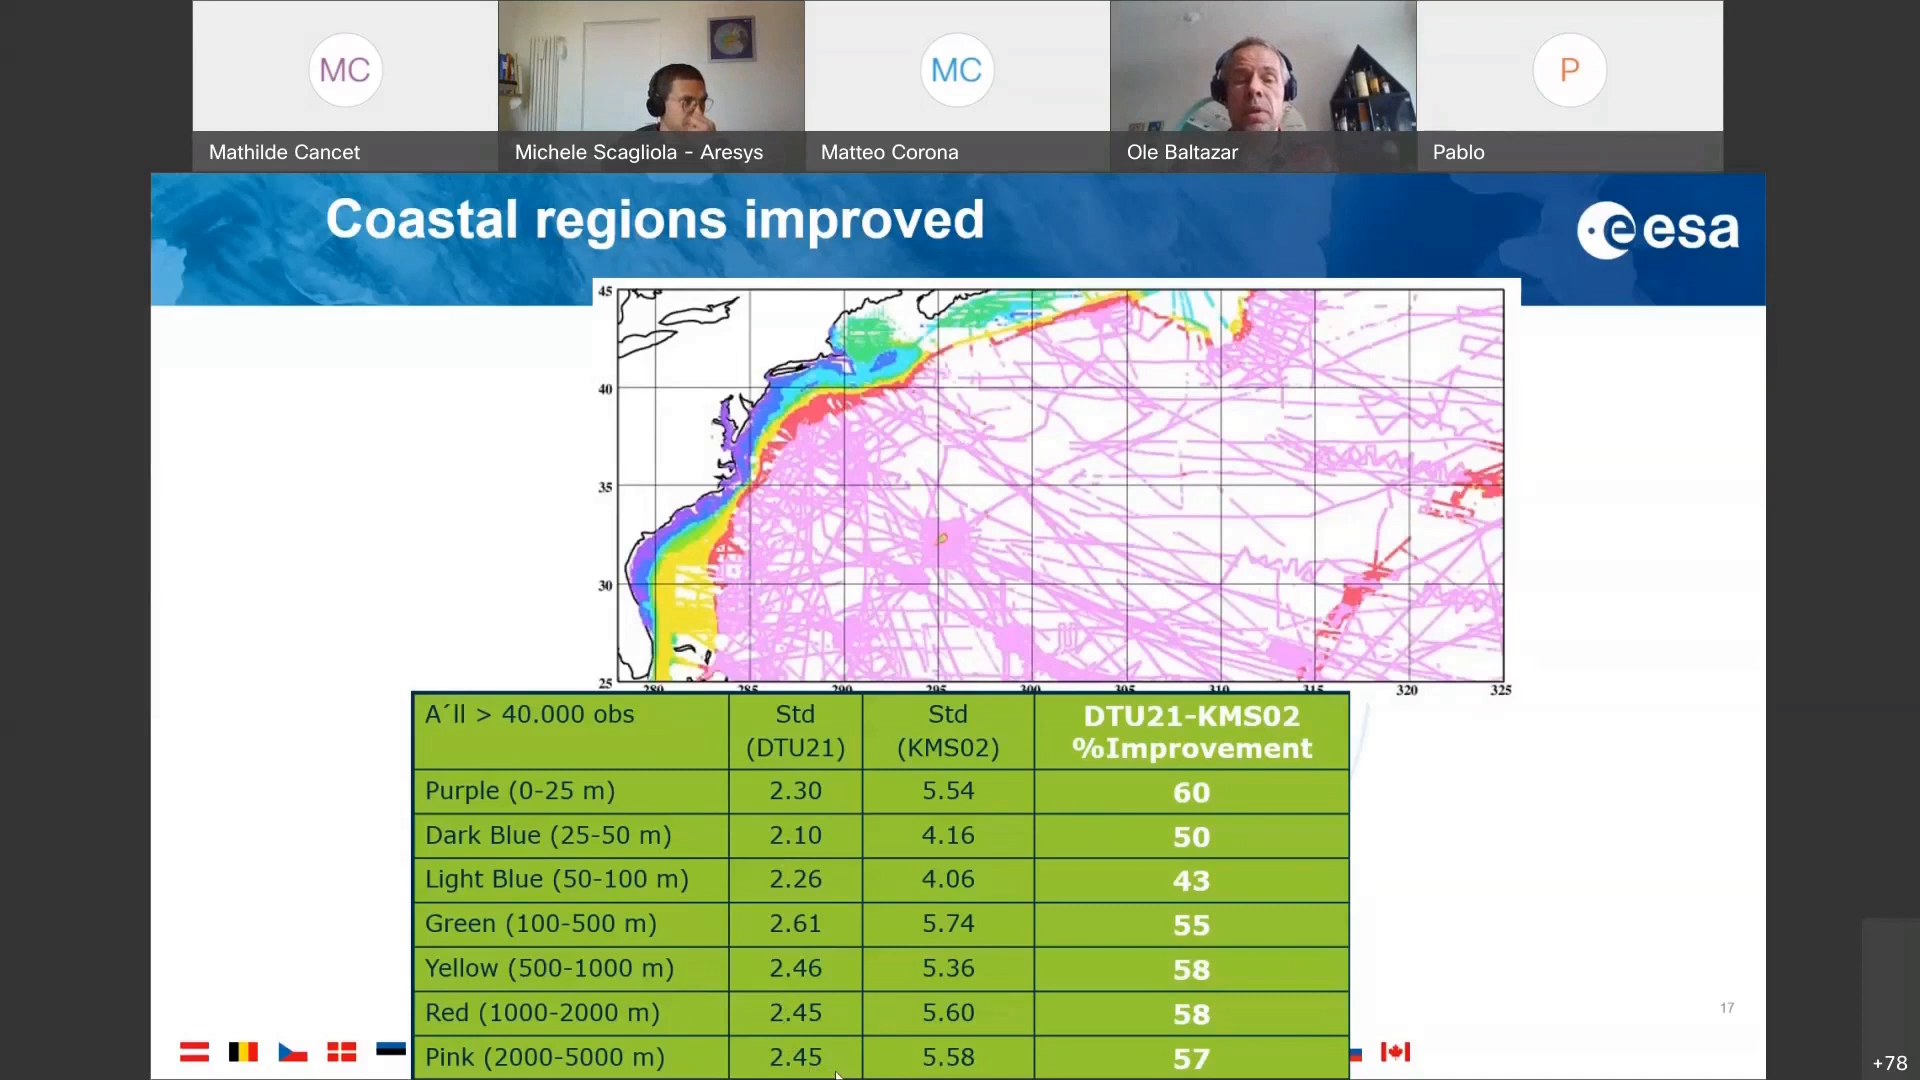 MC
MC
P
Mathilde Cancet
Michele Scagliola - Aresys
Matteo Corona
Ole Baltazar
Pablo
Coastal regions improved
esa
45
40
35
30
25
280
285
290
295
300
305
310
315
320
325
A´ll > 40.000 obs
Std
(DTU21)
Std
(KMS02)
DTU21-KMS02
%Improvement
Purple (0-25 m) 2.30 5.54 60
Dark Blue (25-50 m) 2.10 4.16 50
Light Blue (50-100 m) 2.26 4.06 43
Green (100-500 m) 2.61 5.74 55
Yellow (500-1000 m) 2.46 5.36 58
Red (1000-2000 m) 2.45 5.60 58
Pink (2000-5000 m) 2.45 5.58 57
17
+78